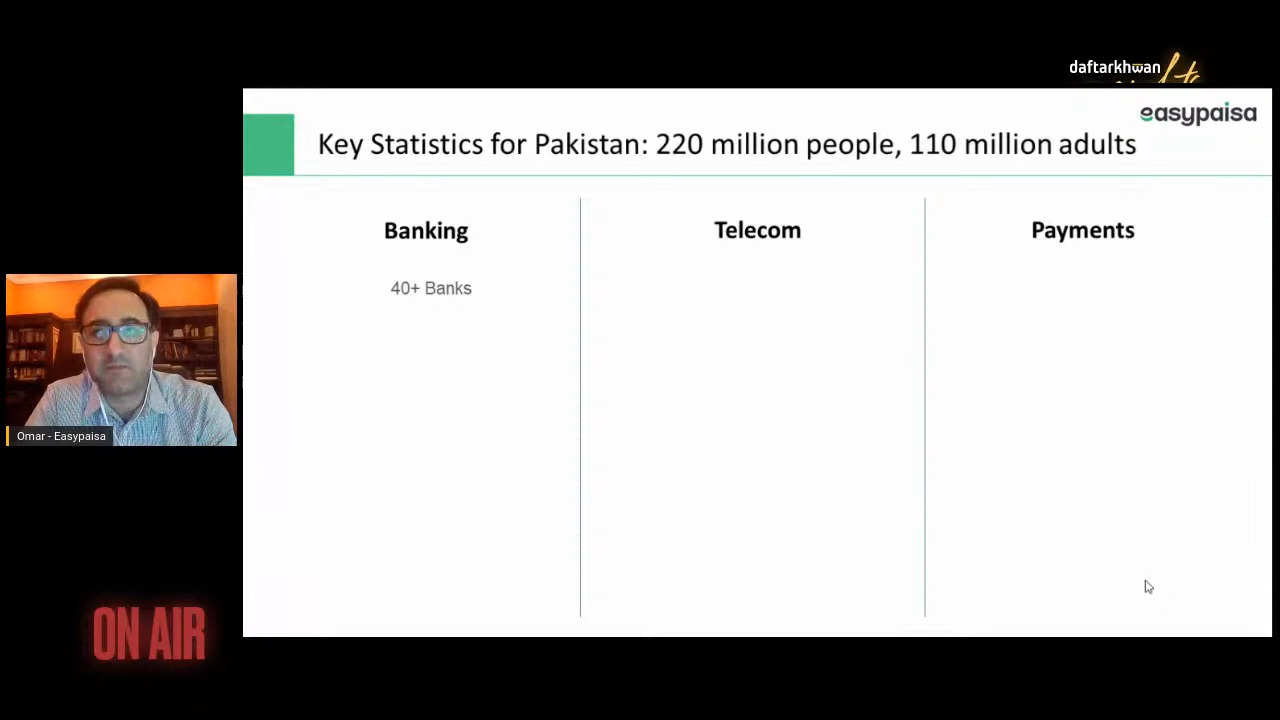 daftarkhwan
easypaisa
Key Statistics for Pakistan: 220 million people, 110 million adults
Banking
Telecom
Payments
40+ Banks
Omar - Easypaisa
ON AIR